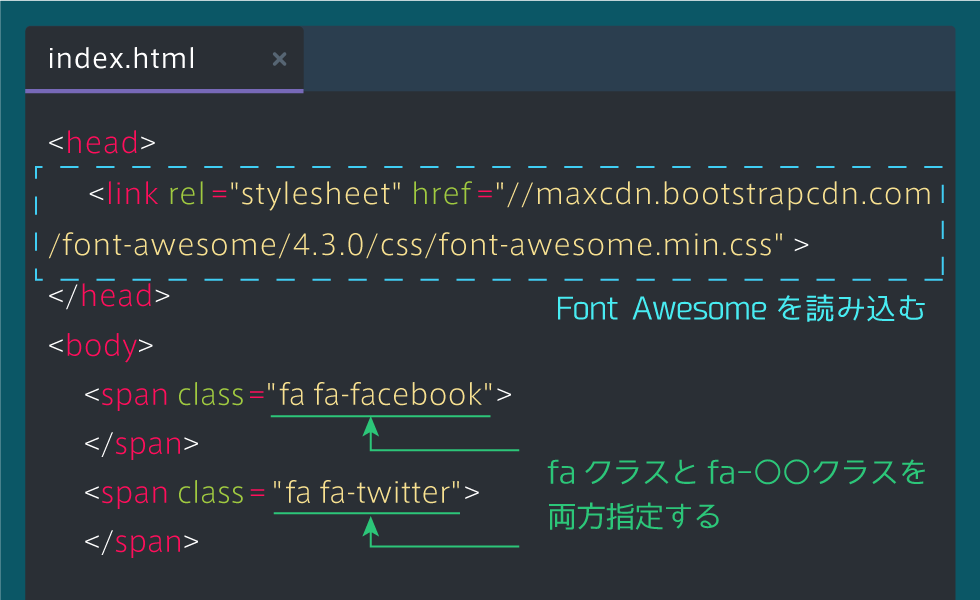 index.html ×
<head>
<link rel="stylesheet" href="//maxcdn.bootstrapcdn.com
/font-awesome/4.3.0/css/font-awesome.min.css" >
</head>
Font Awesome を読み込む
<body>
<span class="fa fa-facebook">
</span>
fa クラスと fa-〇〇クラスを
両方指定する
<span class="fa fa-twitter">
</span>